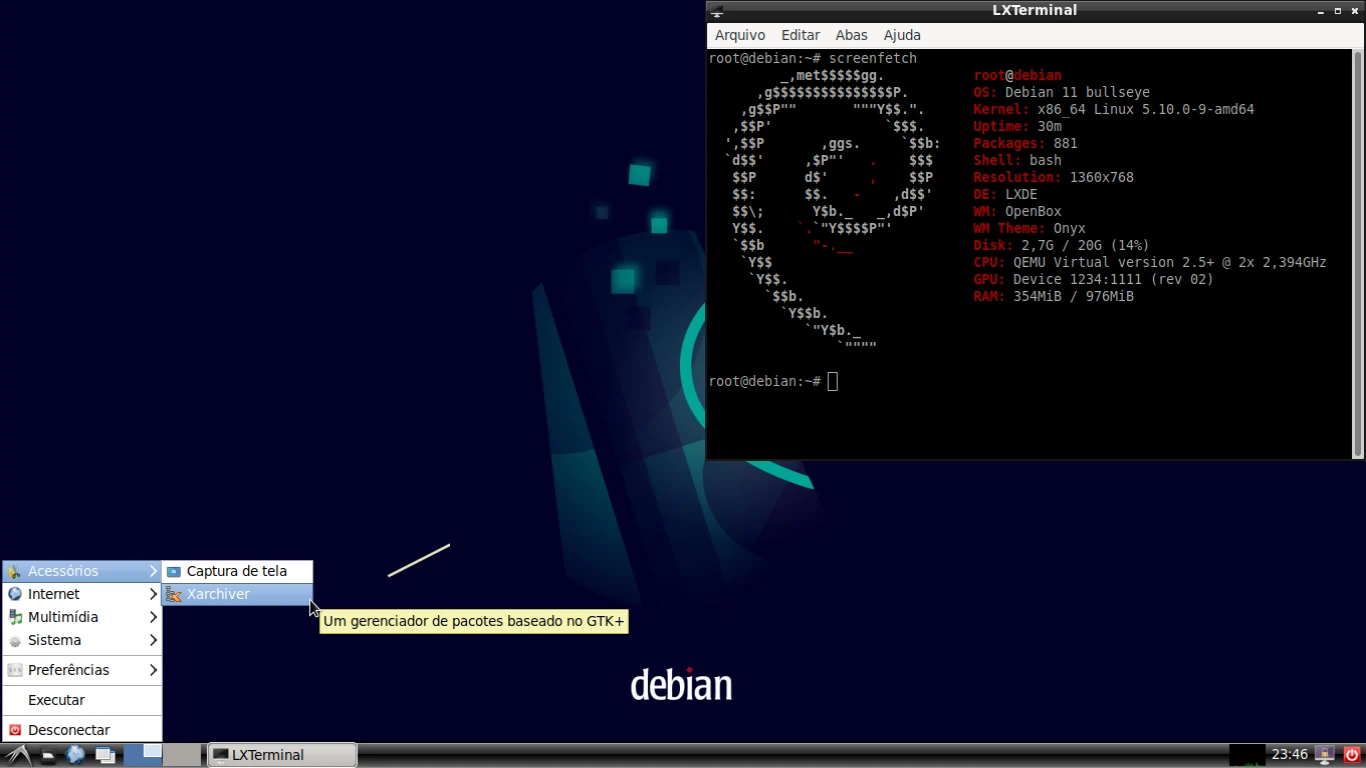 LXTerminal
Arquivo Editar Abas Ajuda
root@debian:~# screenfetch
_,met$$$$$gg. root@debian
,g$$$$$$$$$$$$$$$P. OS: Debian 11 bullseye
,g$$P"" """Y$$.". Kernel: x86_64 Linux 5.10.0-9-amd64
,$$P' `$$$. Uptime: 30m
',$$P ,ggs. `$$b: Packages: 881
`d$$' ,$P"' . $$$ Shell: bash
$$P d$' , $$P Resolution: 1360x768
$$: $$. - ,d$$' DE: LXDE
$$\; Y$b._ _,d$P' WM: OpenBox
Y$$. `.`"Y$$$$P"' WM Theme: Onyx
`$$b "-.__ Disk: 2,7G / 20G (14%)
`Y$$ CPU: QEMU Virtual version 2.5+ @ 2x 2,394GHz
`Y$$. GPU: Device 1234:1111 (rev 02)
`$$b. RAM: 354MiB / 976MiB
`Y$$b.
`"Y$b._
`""""
root@debian:~#
Acessórios
Captura de tela
Internet
Xarchiver
Multimídia
Um gerenciador de pacotes baseado no GTK+
Sistema
Preferências
Executar
Desconectar
debian
LXTerminal
23:46